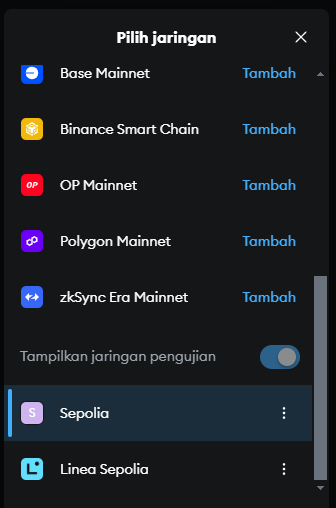 Pilih jaringan
Base Mainnet Tambah
Binance Smart Chain Tambah
OP OP Mainnet Tambah
Polygon Mainnet Tambah
zkSync Era Mainnet Tambah
Tampilkan jaringan pengujian
S Sepolia
Linea Sepolia